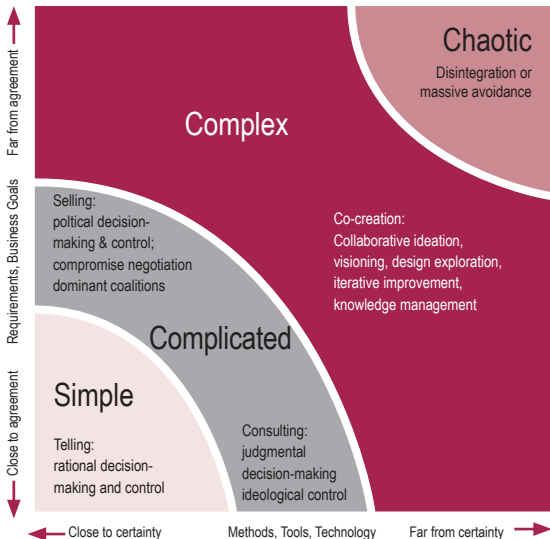 Chaotic
Disintegration or
massive avoidance
Complex
Selling:
poltical decision-
making & control;
compromise negotiation
dominant coalitions
Co-creation:
Collaborative ideation,
visioning, design exploration,
iterative improvement,
knowledge management
Complicated
Simple
Telling:
rational decision-
making and control
Consulting:
judgmental
decision-making
ideological control
Far from agreement
Requirements, Business Goals
Close to agreement
Close to certainty
Methods, Tools, Technology
Far from certainty